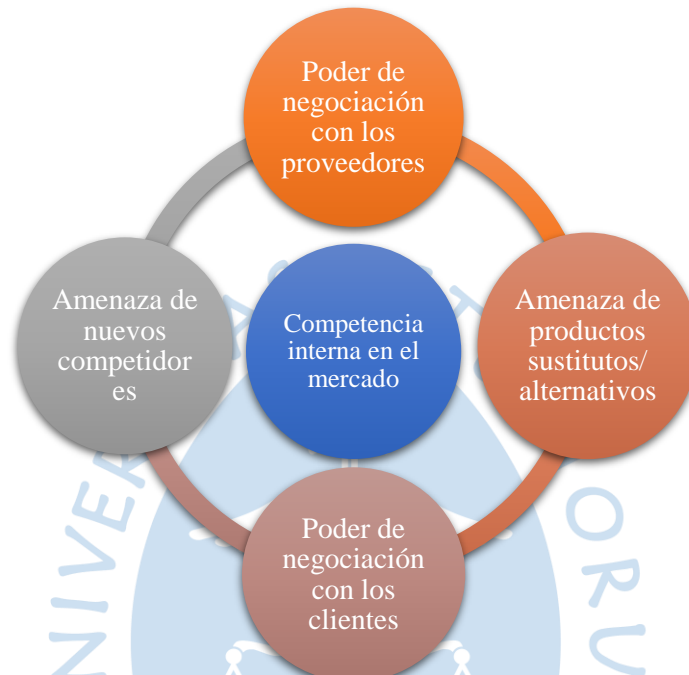 Poder de
negociación
con los
proveedores
Amenaza de
nuevos
competidor
es
Competencia
interna en el
mercado
Amenaza de
productos
sustitutos/
alternativos
Poder de
negociación
con los
clientes